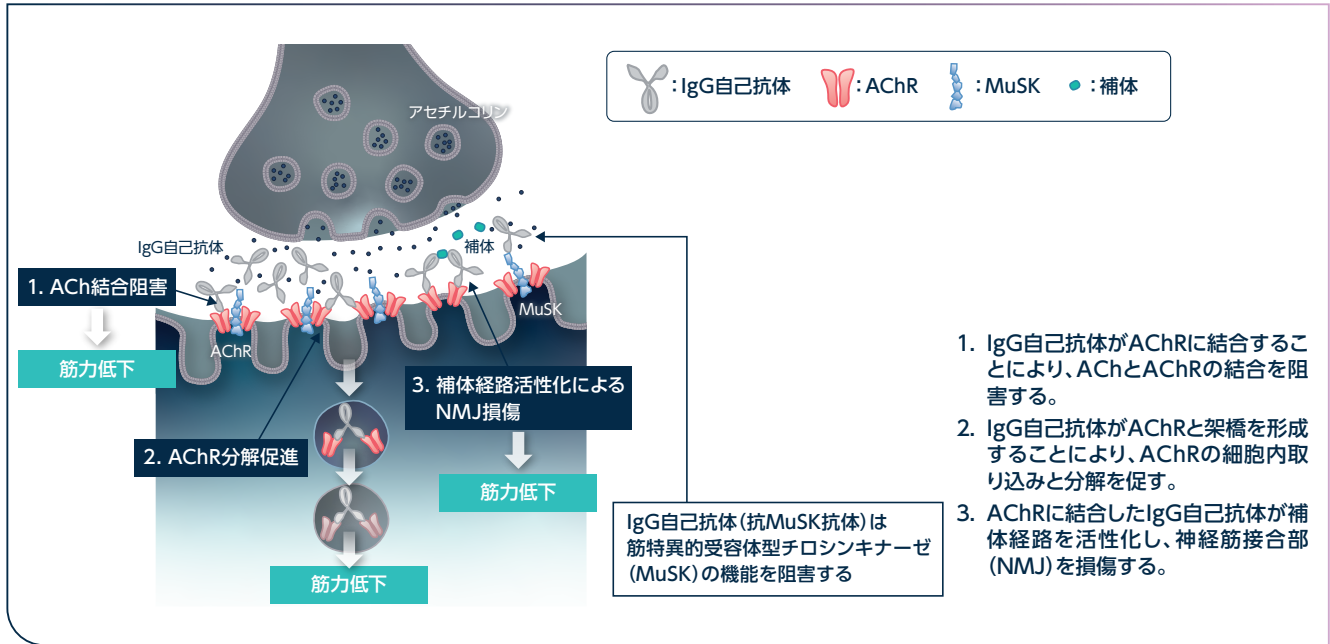 ：IgG自己抗体
：AChR
：MuSK
：補体
アセチルコリン
IgG自己抗体
補体
1. ACh結合阻害
筋力低下
AChR
MuSK
2. AChR分解促進
筋力低下
3. 補体経路活性化による
NMJ損傷
筋力低下
IgG自己抗体（抗MuSK抗体）は
筋特異的受容体型チロシンキナーゼ
（MuSK）の機能を阻害する
1. IgG自己抗体がAChRに結合するこ
とにより、AChとAChRの結合を阻
害する。
2. IgG自己抗体がAChRと架橋を形成
することにより、AChRの細胞内取
り込みと分解を促す。
3. AChRに結合したIgG自己抗体が補
体経路を活性化し、神経筋接合部
（NMJ）を損傷する。